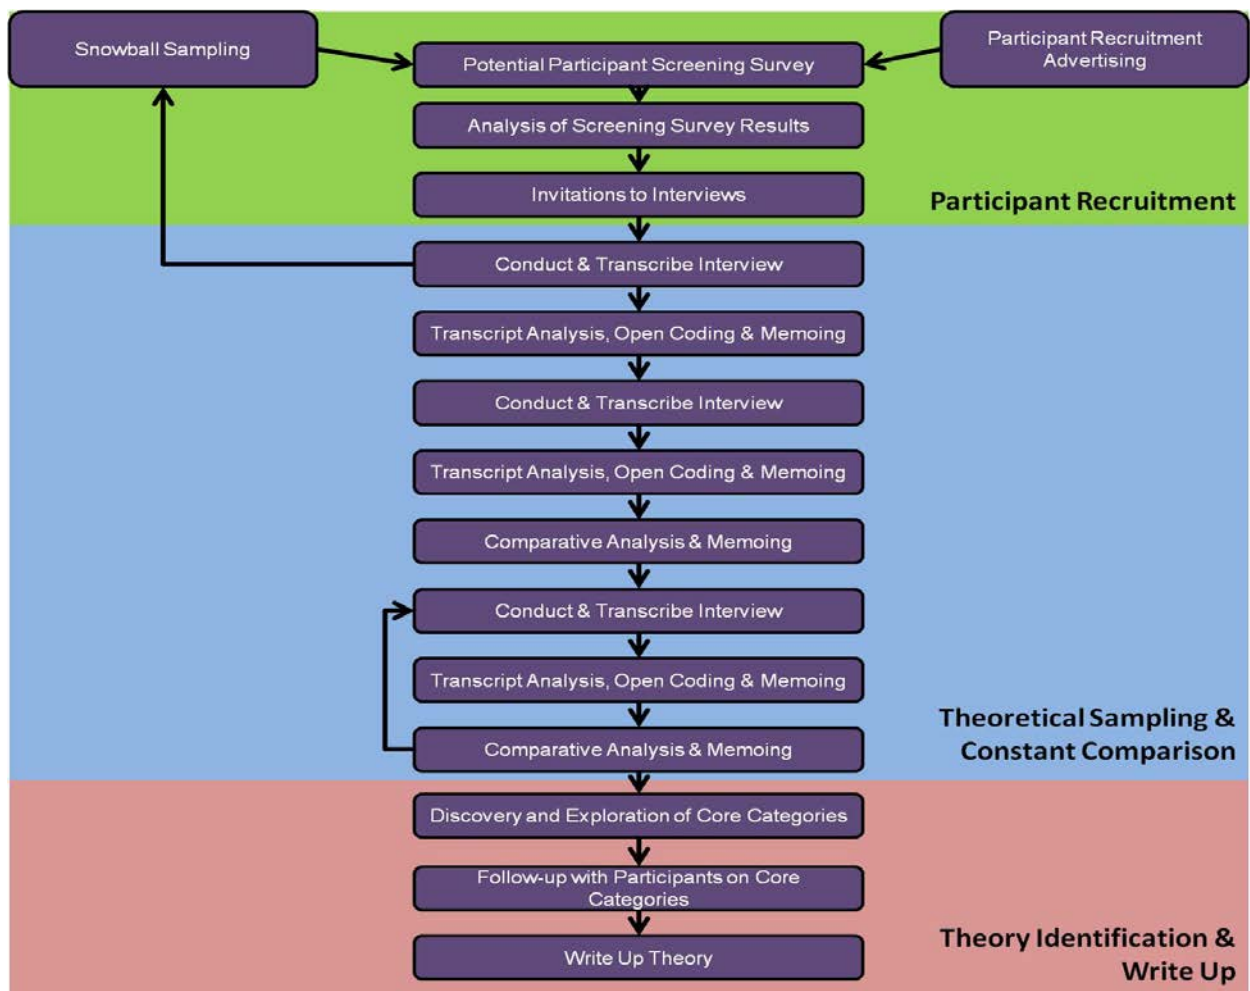 Snowball Sampling
Participant Recruitment
Advertising
Potential Participant Screening Survey
Analysis of Screening Survey Results
Invitations to Interviews
Participant Recruitment
Conduct & Transcribe Interview
Transcript Analysis, Open Coding & Memoing
Conduct & Transcribe Interview
Transcript Analysis, Open Coding & Memoing
Comparative Analysis & Memoing
Conduct & Transcribe Interview
Transcript Analysis, Open Coding & Memoing
Comparative Analysis & Memoing
Theoretical Sampling &
Constant Comparison
Discovery and Exploration of Core Categories
Follow-up with Participants on Core
Categories
Write Up Theory
Theory Identification &
Write Up